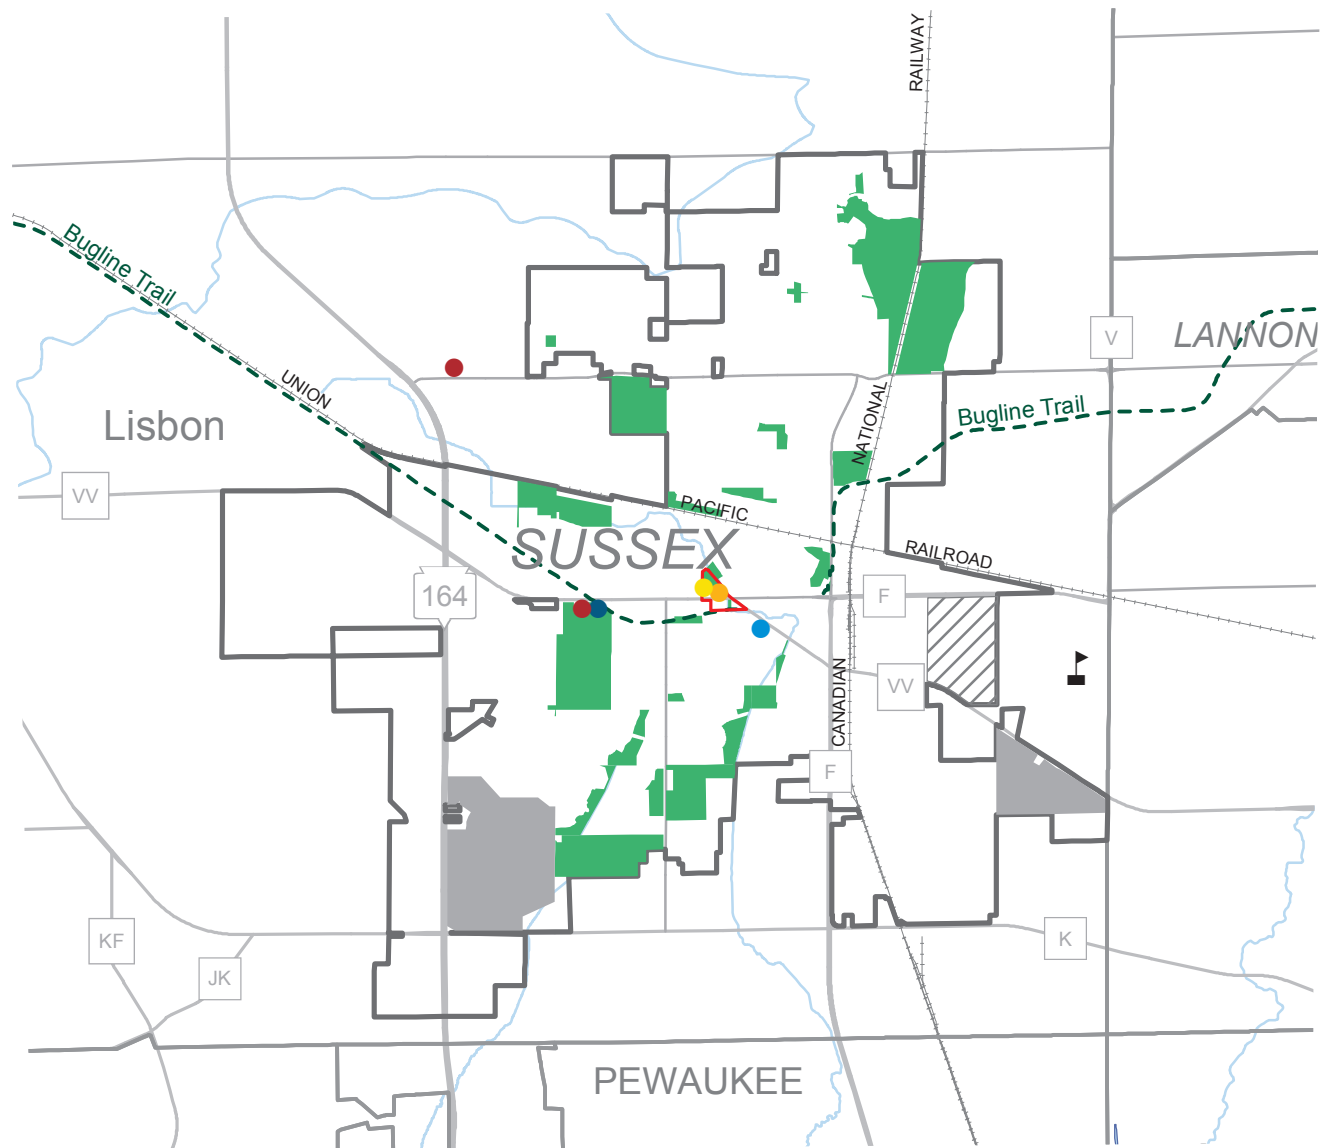 RAILWAY
Bugline Trail
V
LANNON
UNION
NATIONAL
Bugline Trail
Lisbon
VV
PACIFIC
SUSSEX
RAILROAD
164
F
VV
CANADIAN
F
KF
JK
K
PEWAUKEE